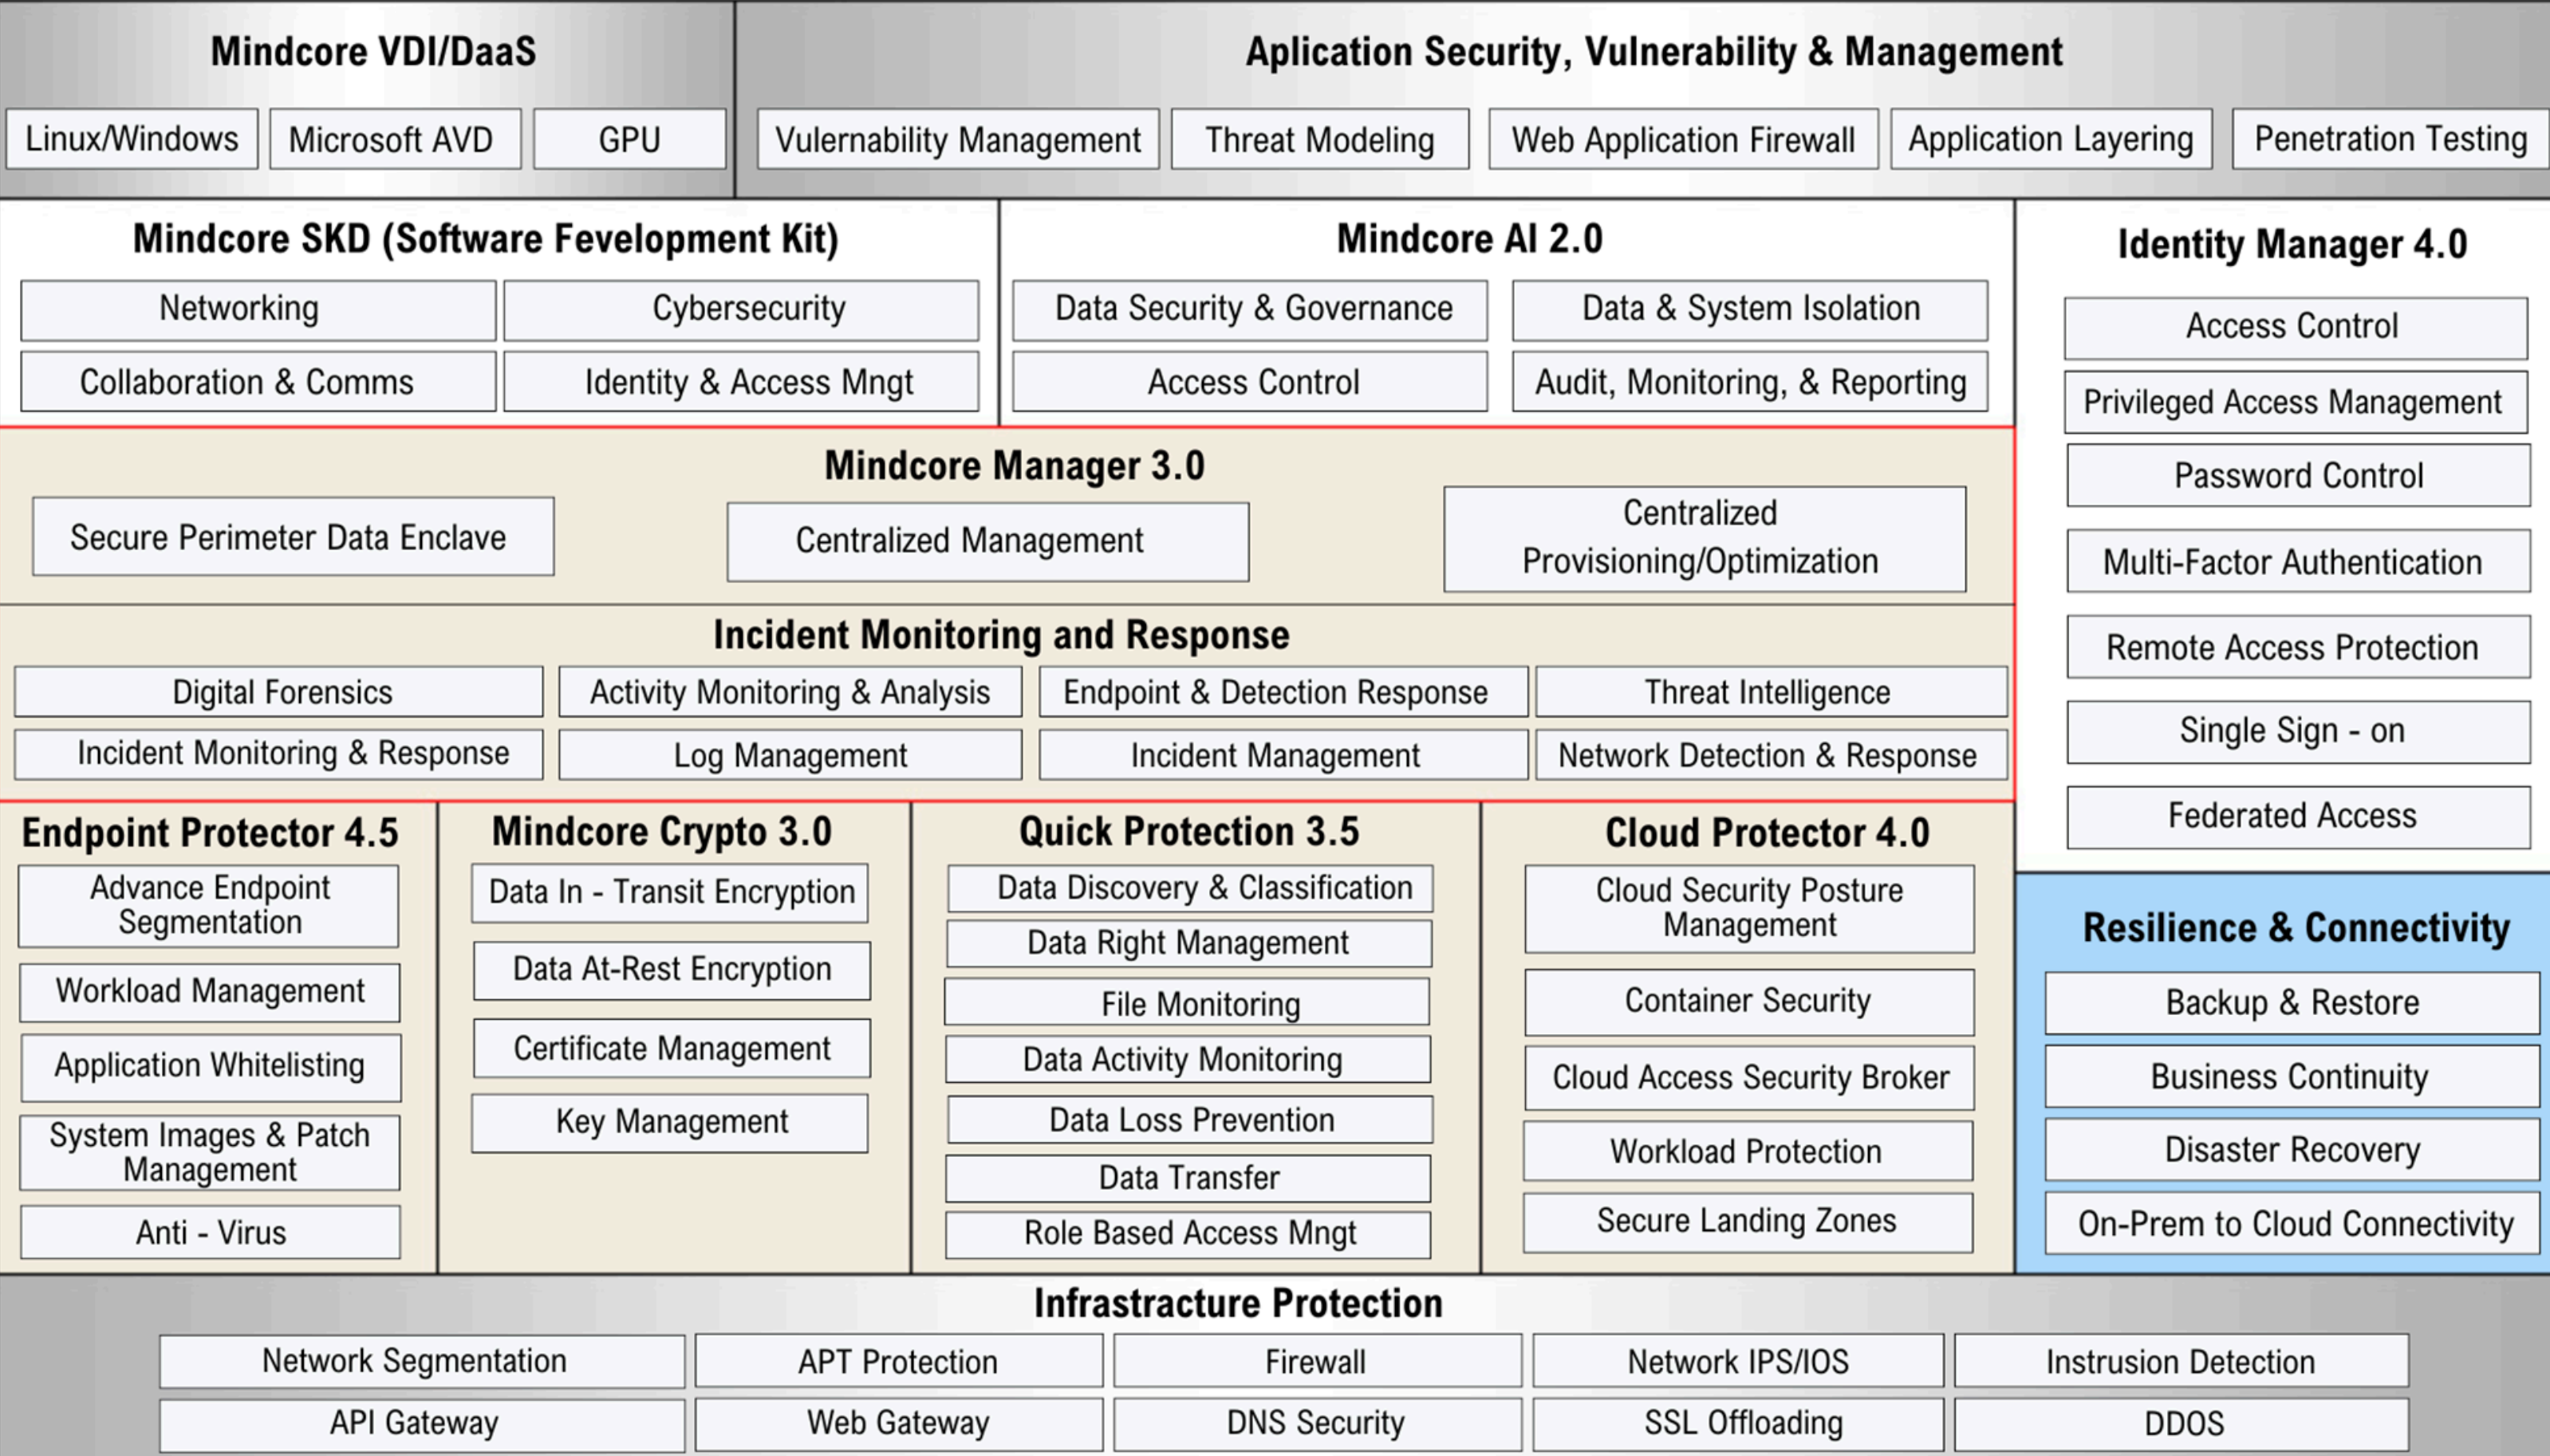 Mindcore VDI/DaaS
Linux/Windows
Microsoft AVD
GPU
Aplication Security, Vulnerability & Management
Vulernability Management
Threat Modeling
Web Application Firewall
Application Layering
Penetration Testing
Mindcore SKD (Software Fevelopment Kit)
Networking
Cybersecurity
Collaboration & Comms
Identity & Access Mngt
Mindcore AI 2.0
Data Security & Governance
Data & System Isolation
Access Control
Audit, Monitoring, & Reporting
Identity Manager 4.0
Access Control
Privileged Access Management
Password Control
Multi-Factor Authentication
Remote Access Protection
Single Sign - on
Federated Access
Mindcore Manager 3.0
Secure Perimeter Data Enclave
Centralized Management
Centralized
Provisioning/Optimization
Incident Monitoring and Response
Digital Forensics
Activity Monitoring & Analysis
Endpoint & Detection Response
Threat Intelligence
Incident Monitoring & Response
Log Management
Incident Management
Network Detection & Response
Endpoint Protector 4.5
Advance Endpoint
Segmentation
Workload Management
Application Whitelisting
System Images & Patch
Management
Anti - Virus
Mindcore Crypto 3.0
Data In - Transit Encryption
Data At-Rest Encryption
Certificate Management
Key Management
Quick Protection 3.5
Data Discovery & Classification
Data Right Management
File Monitoring
Data Activity Monitoring
Data Loss Prevention
Data Transfer
Role Based Access Mngt
Cloud Protector 4.0
Cloud Security Posture
Management
Container Security
Cloud Access Security Broker
Workload Protection
Secure Landing Zones
Resilience & Connectivity
Backup & Restore
Business Continuity
Disaster Recovery
On-Prem to Cloud Connectivity
Infrastracture Protection
Network Segmentation
APT Protection
Firewall
Network IPS/IOS
Instrusion Detection
API Gateway
Web Gateway
DNS Security
SSL Offloading
DDOS